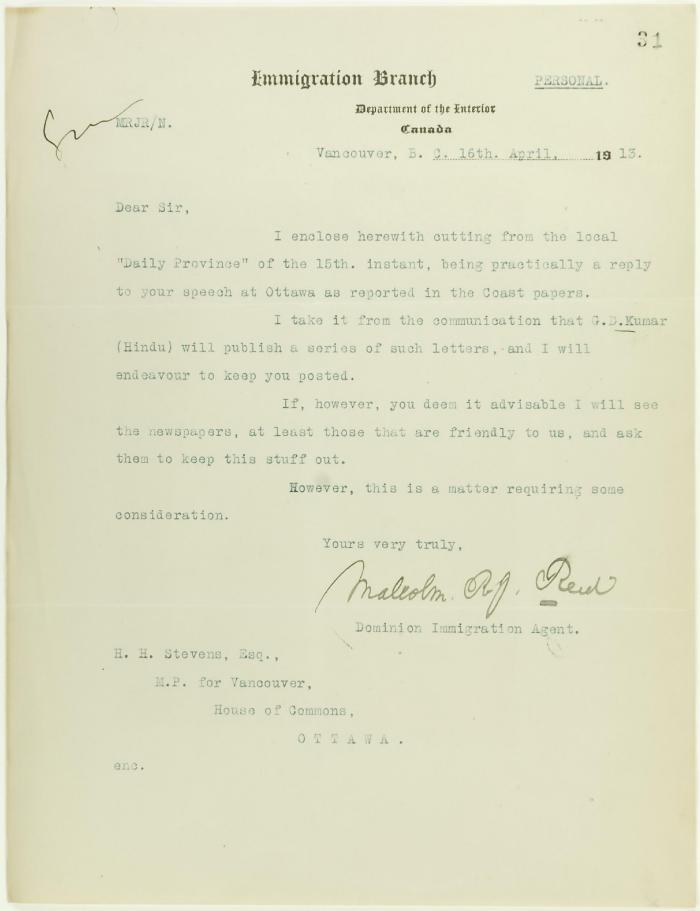 31
Immigration Branch
PERSONAL.
Department of the Interior
MRJR/N.
Canada
Vancouver, B. C. 16th. April, 1913.
Dear Sir,
I enclose herewith cutting from the local
"Daily Province" of the 15th. instant, being practically a reply
to your speech at Ottawa as reported in the Coast papers.
I take it from the communication that G.D.Kumar
(Hindu) will publish a series of such letters, and I will
endeavour to keep you posted.
If, however, you deem it advisable I will see
the newspapers, at least those that are friendly to us, and ask
them to keep this stuff out.
However, this is a matter requiring some
consideration.
Yours very truly,
Malcolm. R.J. Reid
Dominion Immigration Agent.
H. H. Stevens, Esq.,
M.P. for Vancouver,
House of Commons,
O T T A W A .
enc.